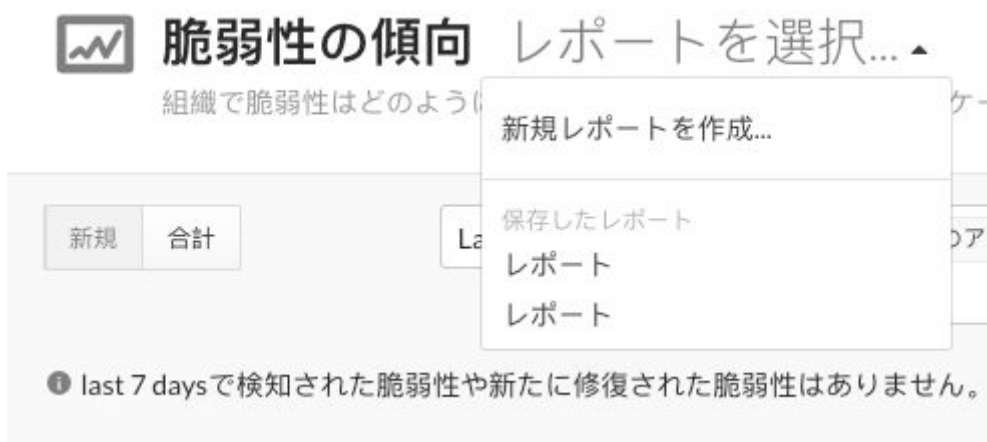 脆弱性の傾向 レポートを選択...
組織で脆弱性はどのように
新規レポートを作成...
保存したレポート
新規 合計
La
レポート
レポート
last 7 daysで検知された脆弱性や新たに修復された脆弱性はありません。